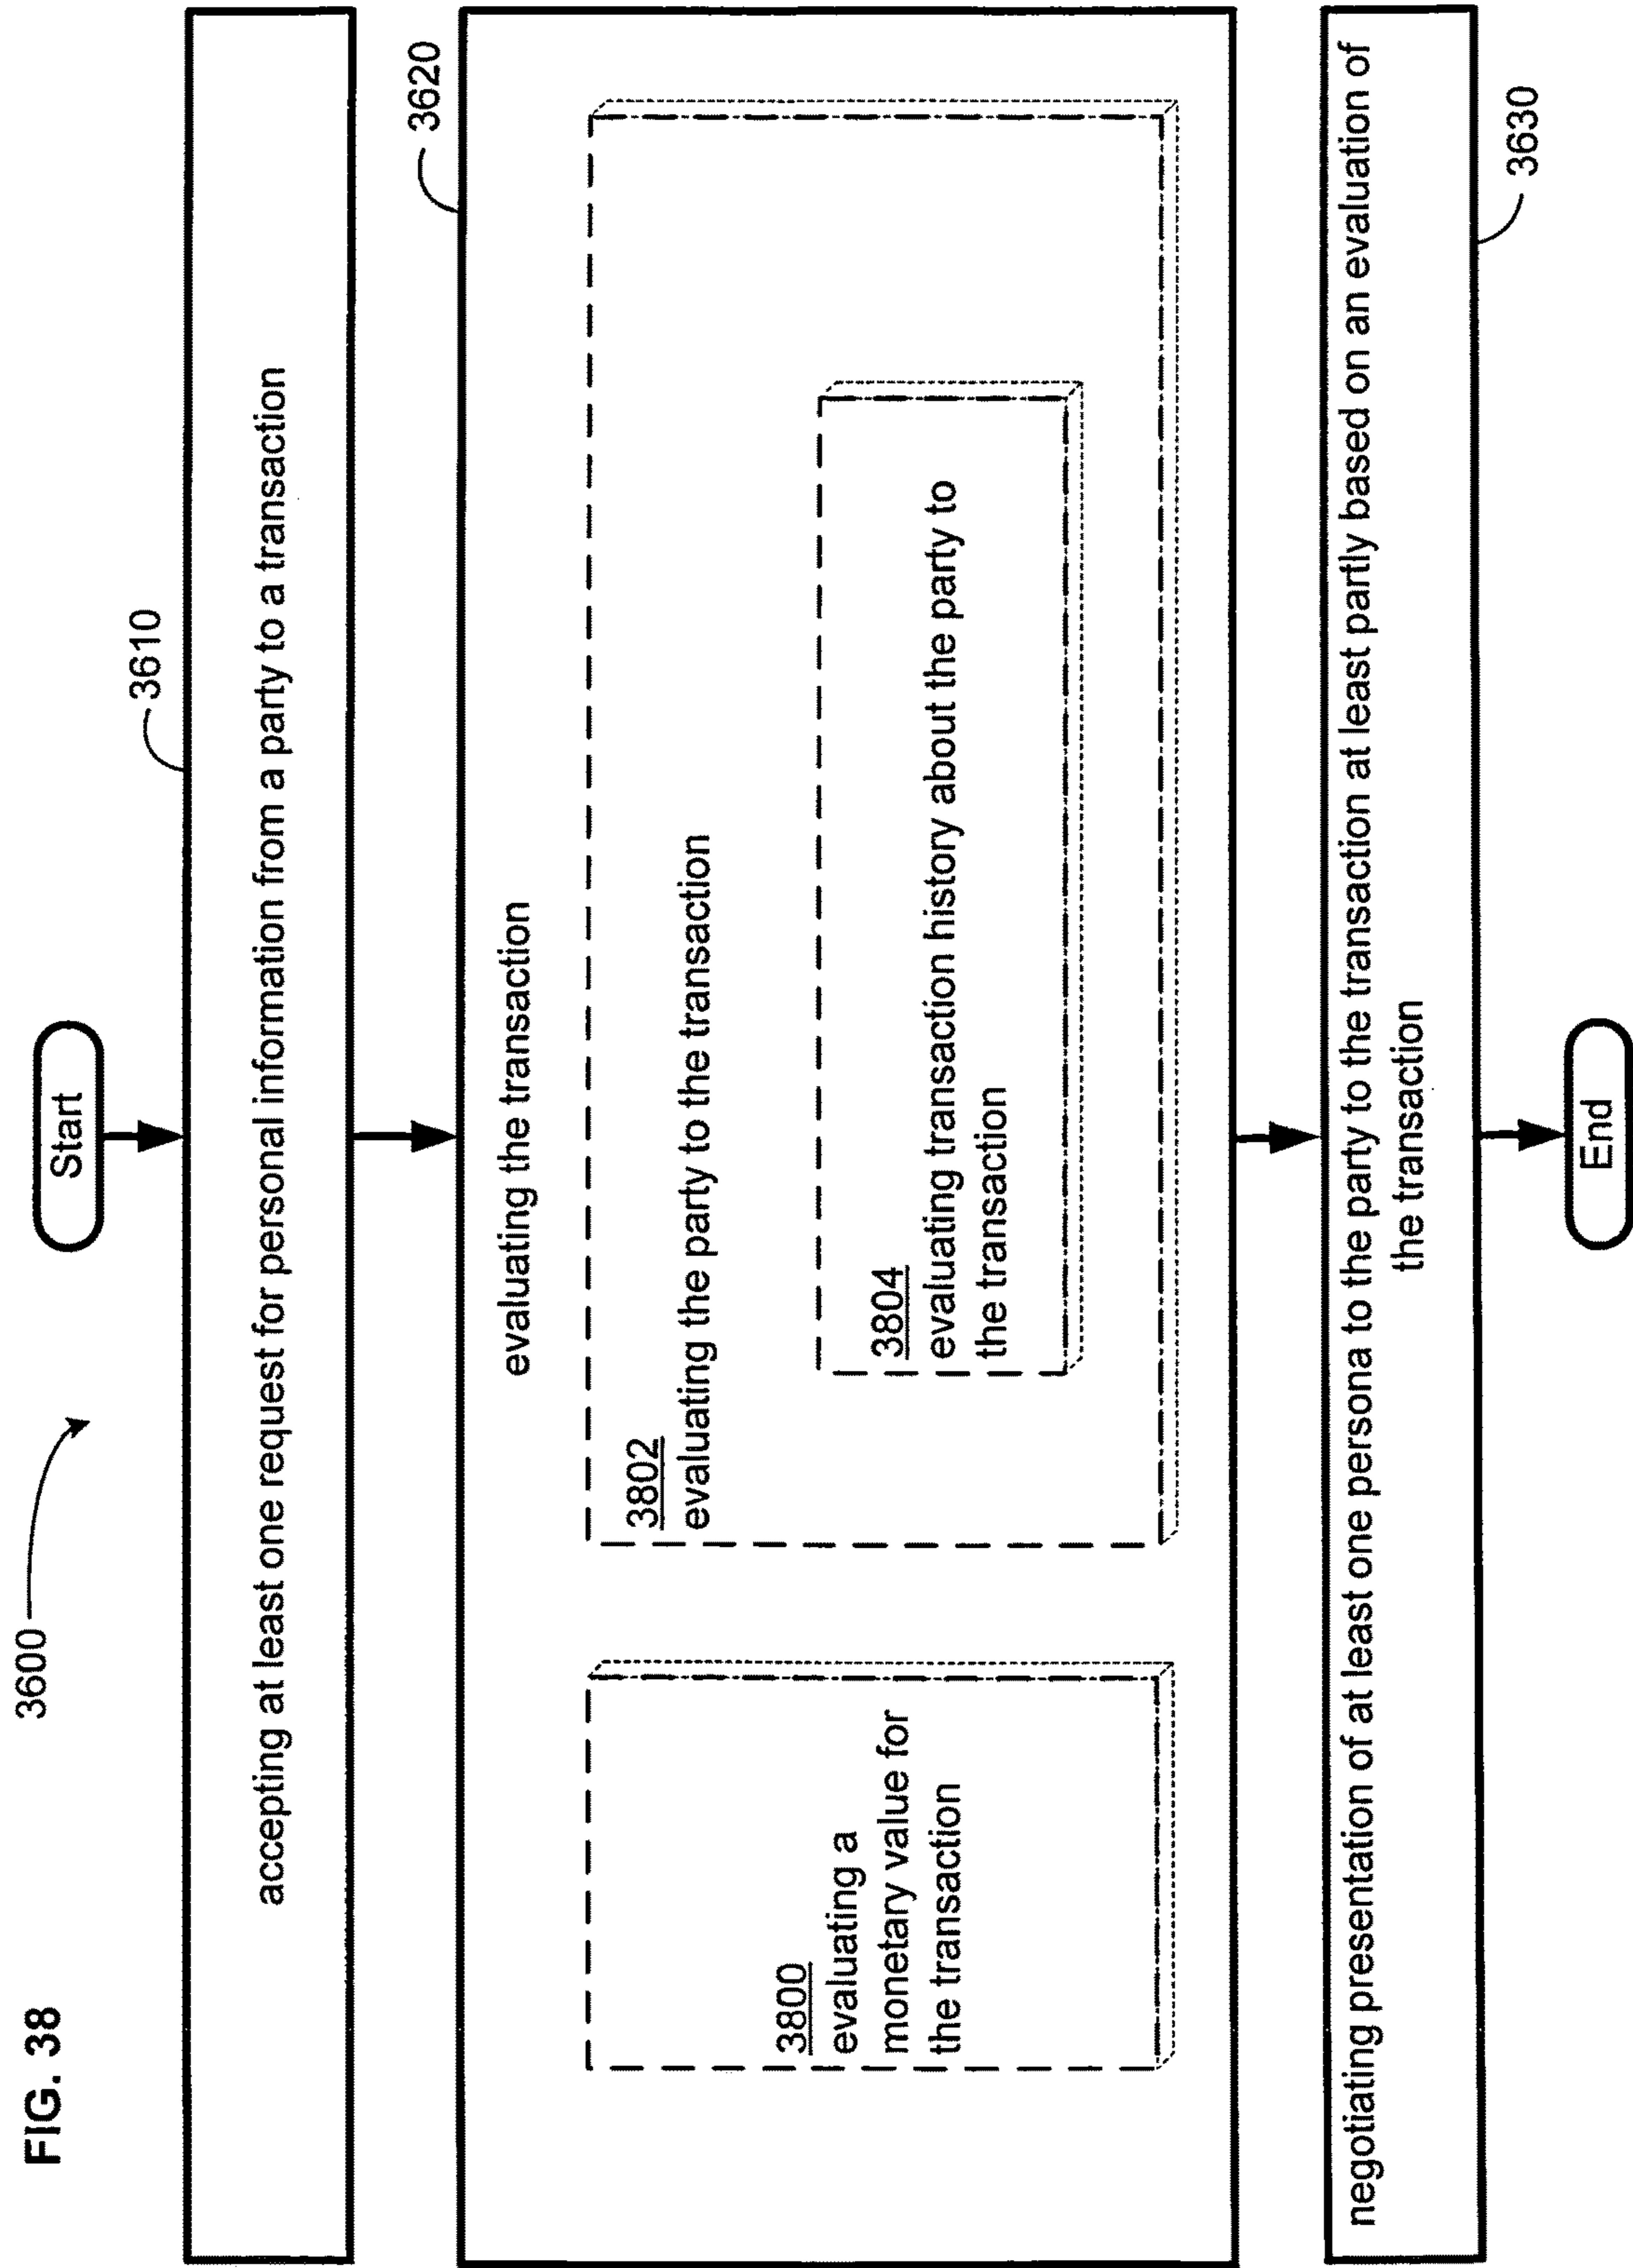 FIG. 38
3600
Start
3610
accepting at least one request for personal information from a party to a transaction
3620
evaluating the transaction
3800
evaluating a
monetary value for
the transaction
3802
evaluating the party to the transaction
3804
evaluating transaction history about the party to
the transaction
negotiating presentation of at least one persona to the party to the transaction at least partly based on an evaluation of
the transaction
3630
End